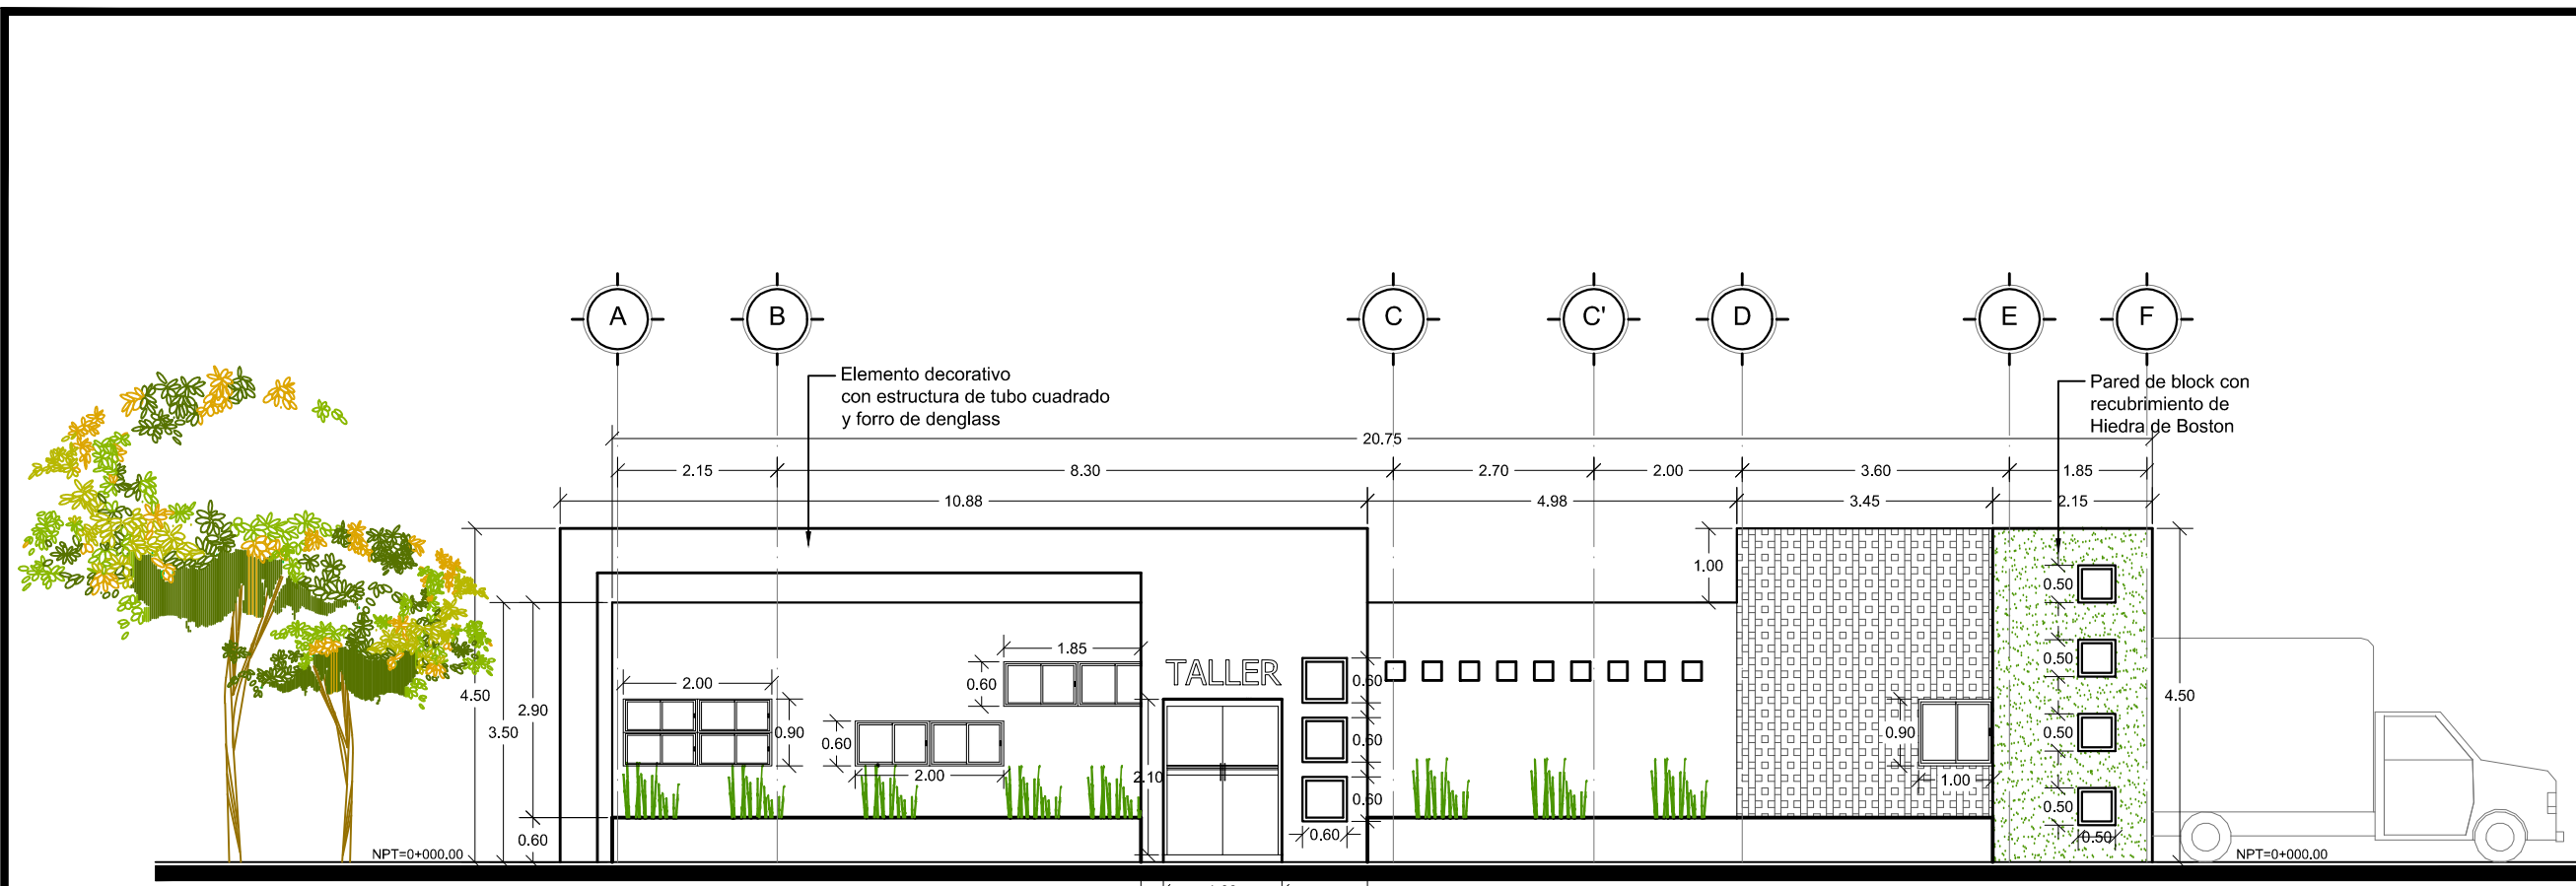 A
B
C
C'
D
E
F
Elemento decorativo
con estructura de tubo cuadrado
y forro de denglass
Pared de block con
recubrimiento de
Hiedra de Boston
20.75
2.15
8.30
2.70
2.00
3.60
1.85
10.88
4.98
3.45
2.15
1.00
0.50
1.85
0.50
TALLER
2.00
0.60
0.60
4.50
2.90
4.50
3.50
0.90
0.60
0.60
0.90
0.50
2.00
2.10
1.00
0.60
0.50
0.60
0.60
0.50
NPT=0+000.00
NPT=0+000.00